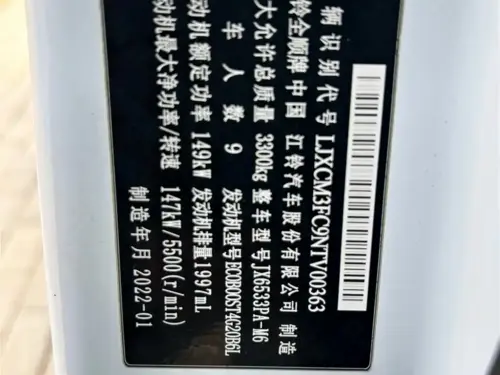 辆识别代号 LJXCM3FC9NTV00363
铃全顺牌 中国 江铃汽车股份有限公司 制造
大允许总质量 3300kg 整车型号 JX6533PA-M6
车人数 9 发动机型号 ECOBOOST4G20B6L
动机额定功率 149kW 发动机排量 1997mL
动机最大净功率/转速 147kW/5500(r/min)
制造年月 2022-01